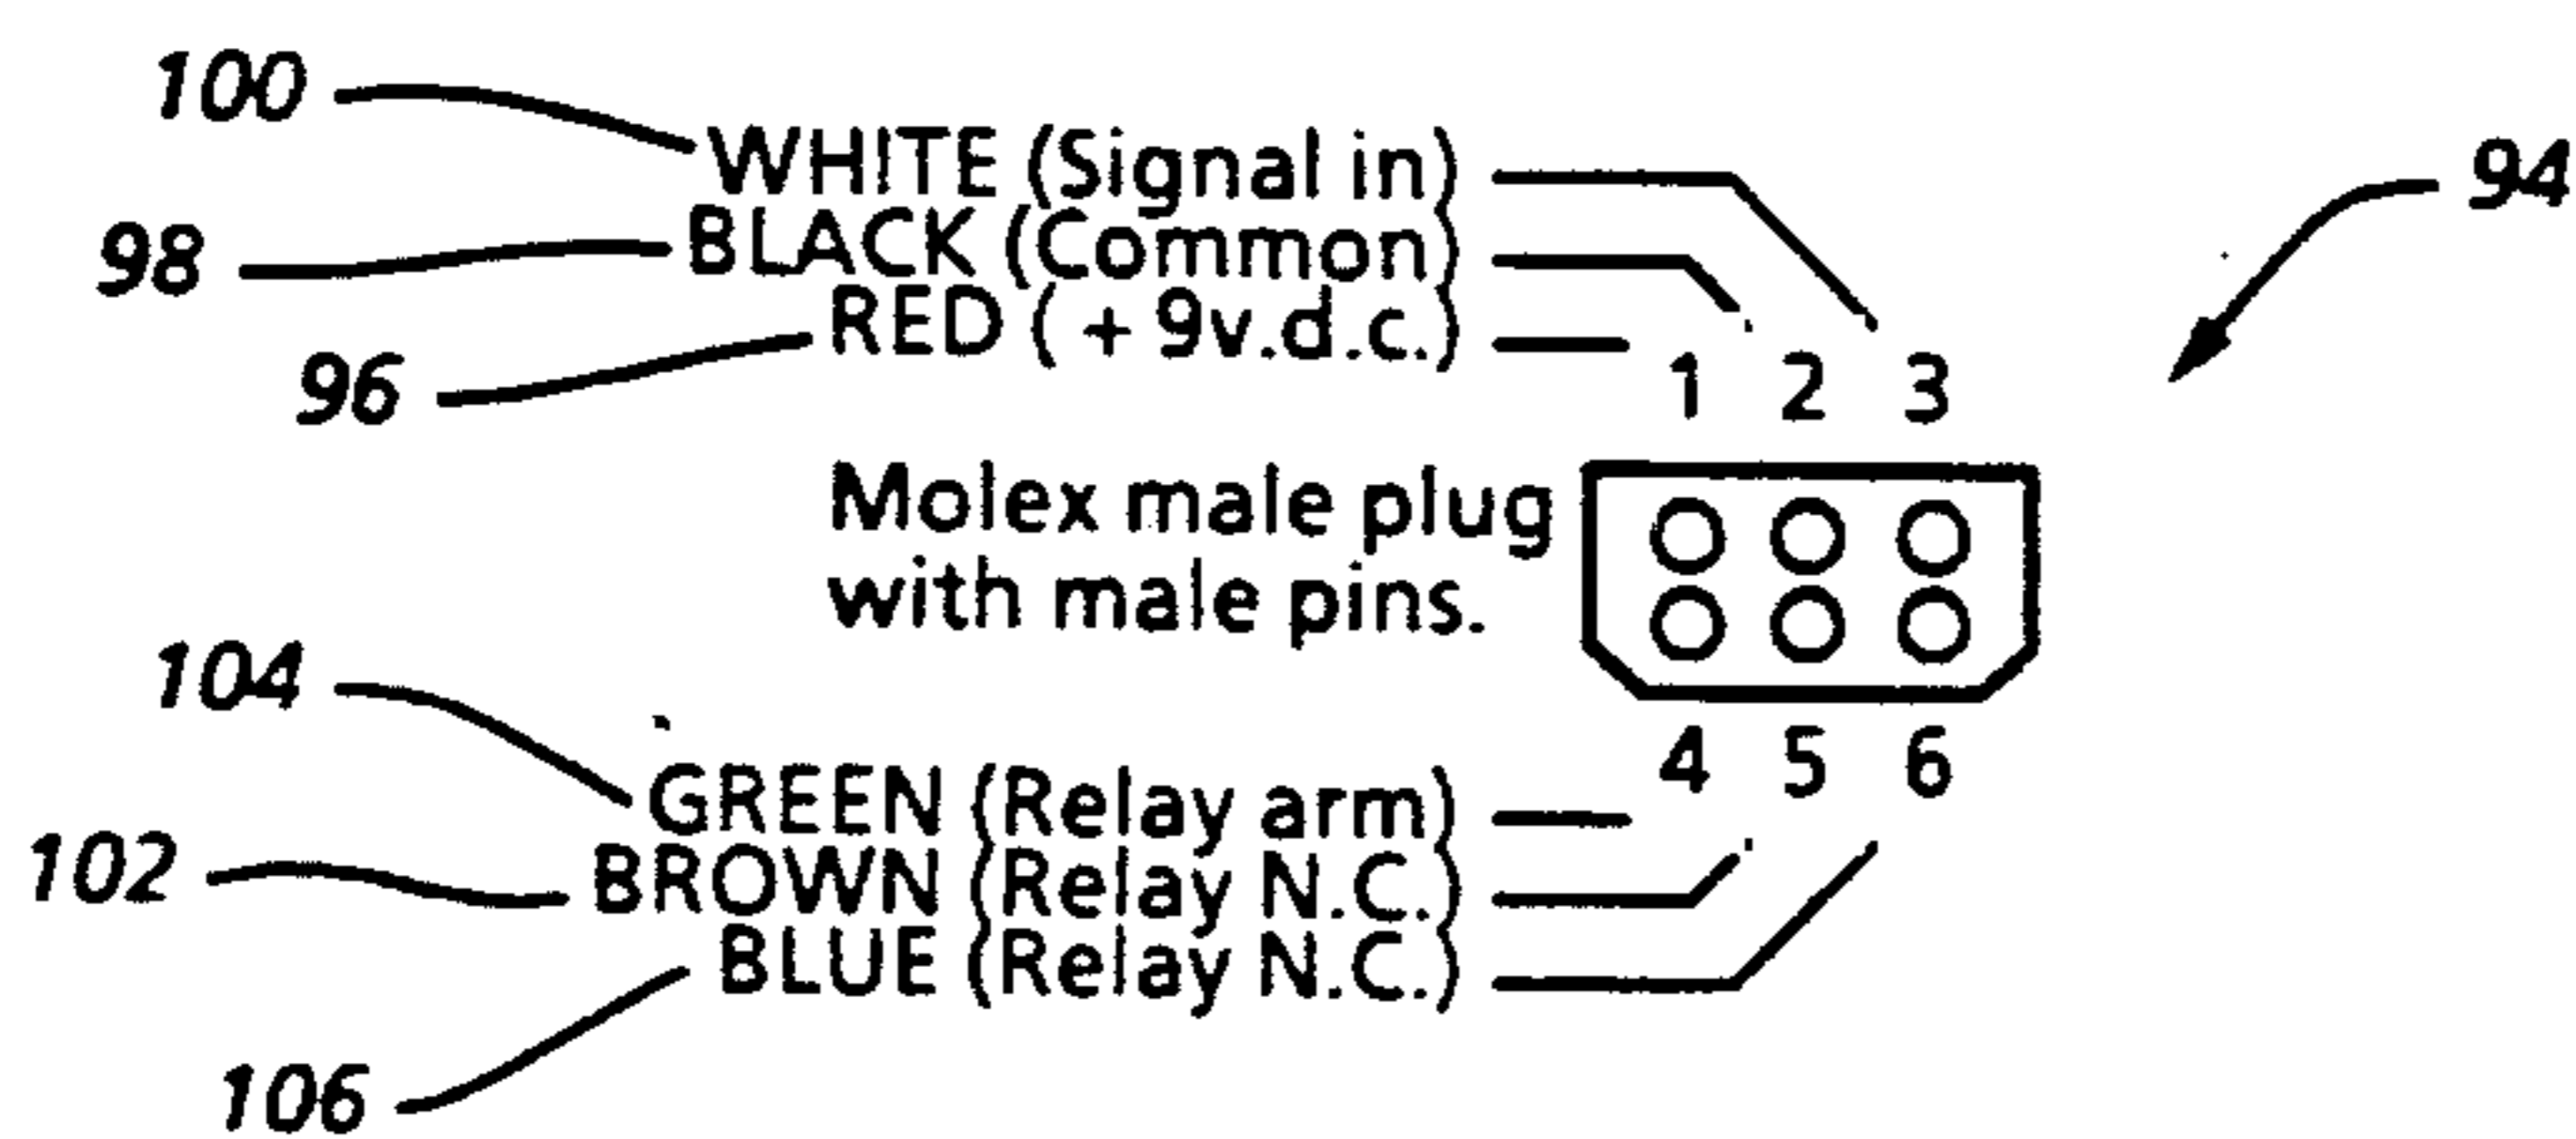 100
WHITE (Signal in)
94
98
BLACK (Common)
RED ( + 9v.d.c.)
96
1 2 3
Molex male plug
with male pins.
104
4 5 6
GREEN (Relay arm)
102
BROWN (Relay N.C.)
BLUE (Relay N.C.)
106